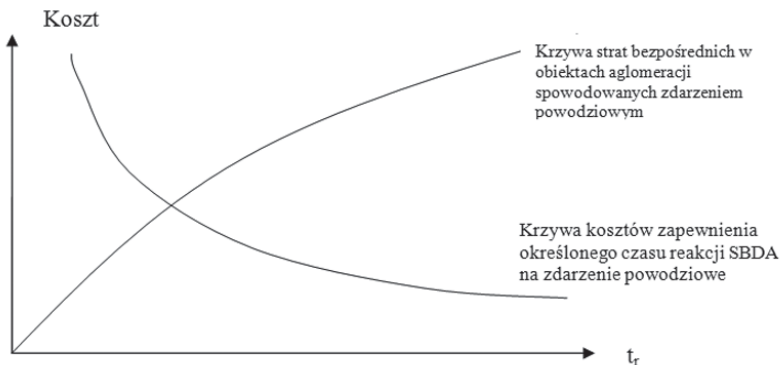 Koszt
Krzywa strat bezpośrednich w
obiektach aglomeracji
spowodowanych zdarzeniem
powodziowym
Krzywa kosztów zapewnienia
określonego czasu reakcji SBDA
na zdarzenie powodziowe
tr